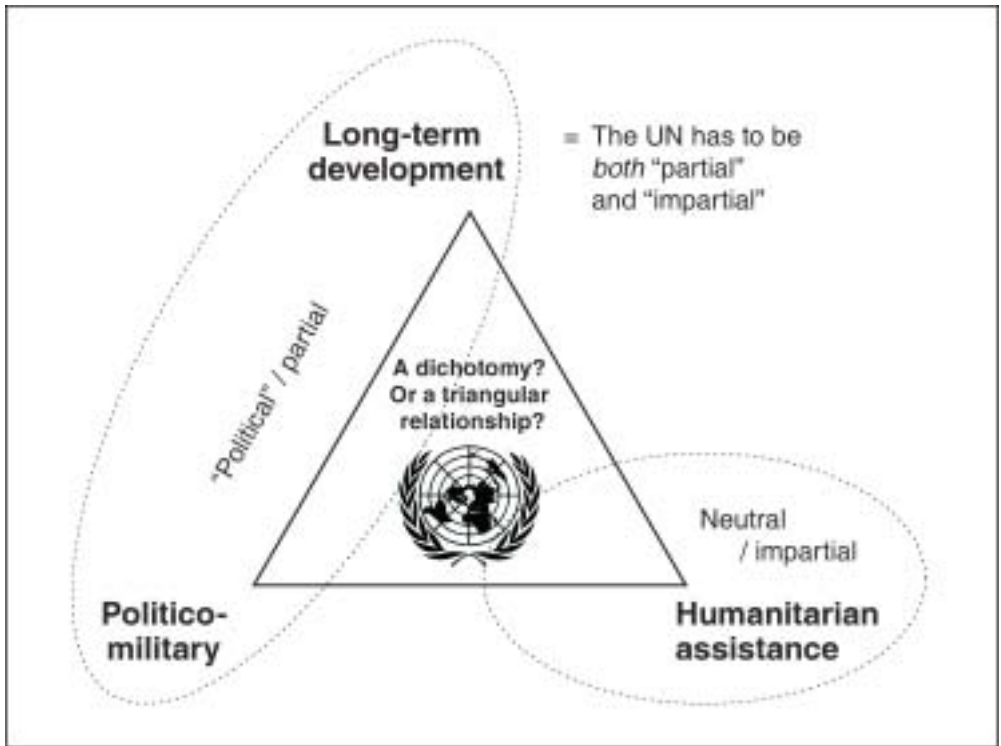 Long-term
development
= The UN has to be
both “partial”
and “impartial”
“Political” / partial
A dichotomy?
Or a triangular
relationship?
Neutral
/ impartial
Politico-
military
Humanitarian
assistance